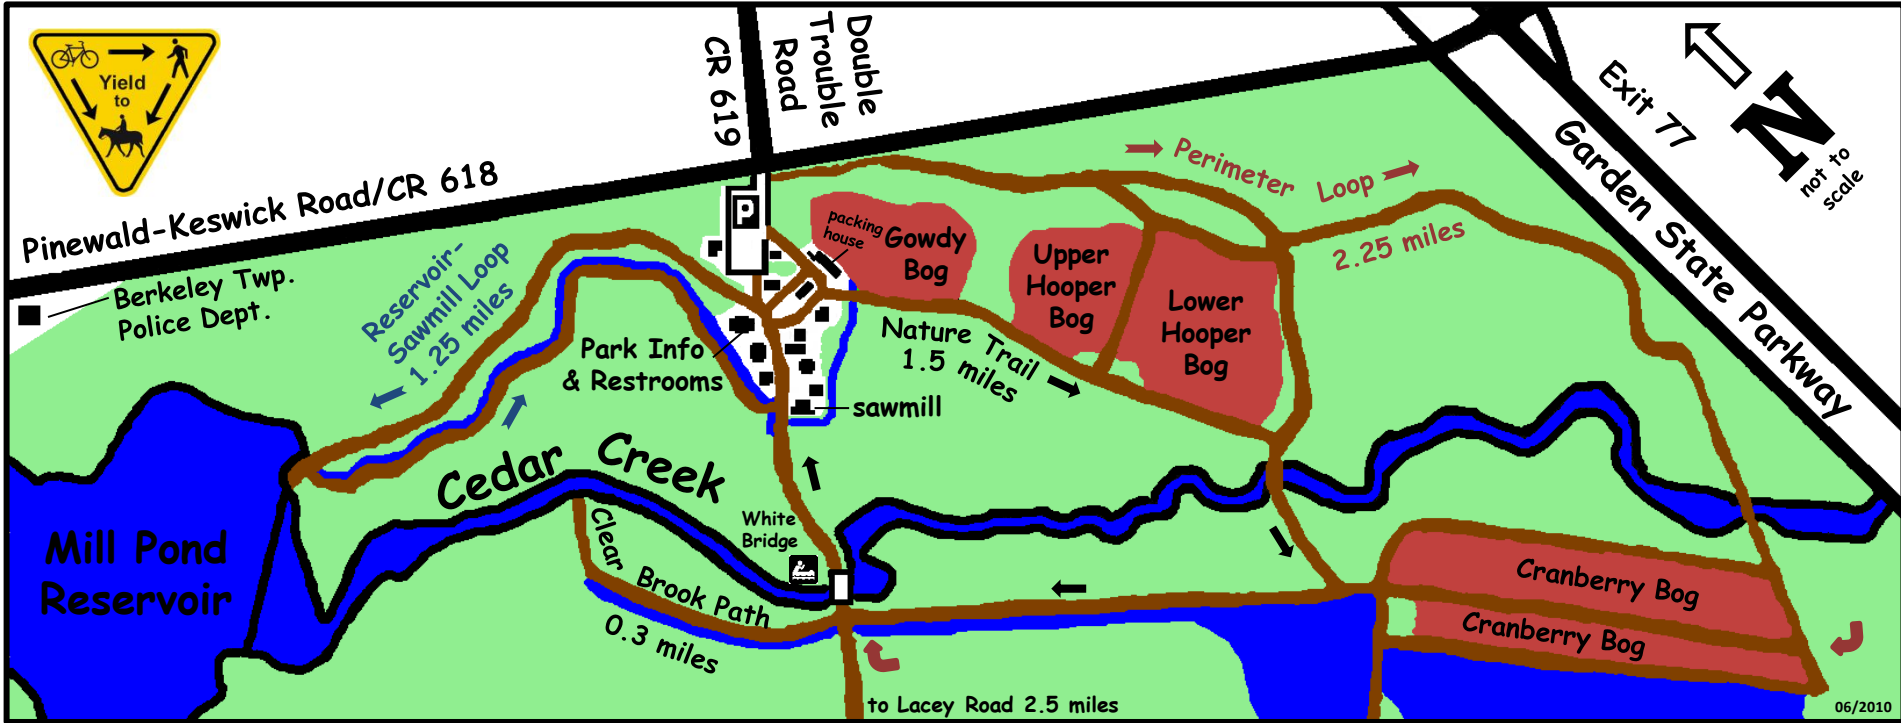 Yield
to
CR 619
Double
Trouble
Road
Exit 77
N
not to
scale
Garden State Parkway
Pinewald-Keswick Road/CR 618
P
Perimeter Loop
2.25 miles
Berkeley Twp.
Police Dept.
Reservoir-
Sawmill Loop
1.25 miles
packing
house
Gowdy
Bog
Upper
Hooper
Bog
Lower
Hooper
Bog
Park Info
& Restrooms
Nature Trail
1.5 miles
sawmill
Cedar Creek
White
Bridge
Mill Pond
Reservoir
Clear Brook Path
0.3 miles
Cranberry Bog
Cranberry Bog
to Lacey Road 2.5 miles
06/2010